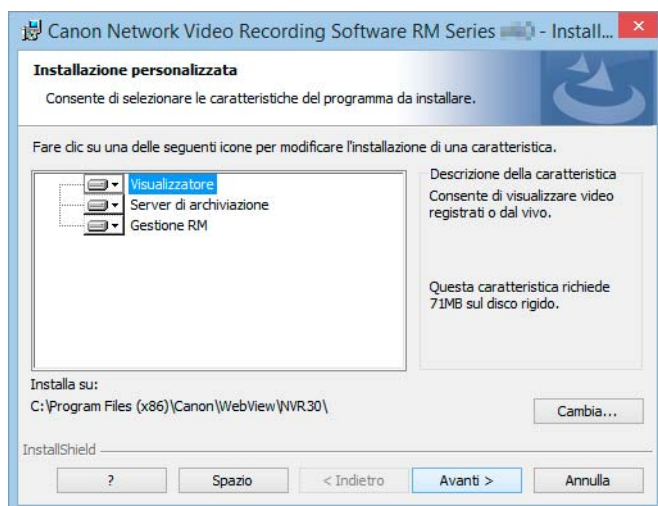 Canon Network Video Recording Software RM Series - Install...
Installazione personalizzata
Consente di selezionare le caratteristiche del programma da installare.
Fare clic su una delle seguenti icone per modificare l'installazione di una caratteristica.
Visualizzatore
Server di archiviazione
Gestione RM
Descrizione della caratteristica
Consente di visualizzare video
registrati o dal vivo.
Questa caratteristica richiede
71MB sul disco rigido.
Installa su:
C:\Program Files (x86)\Canon\WebView\NVR30\
Cambia...
InstallShield
?
Spazio
< Indietro
Avanti >
Annulla